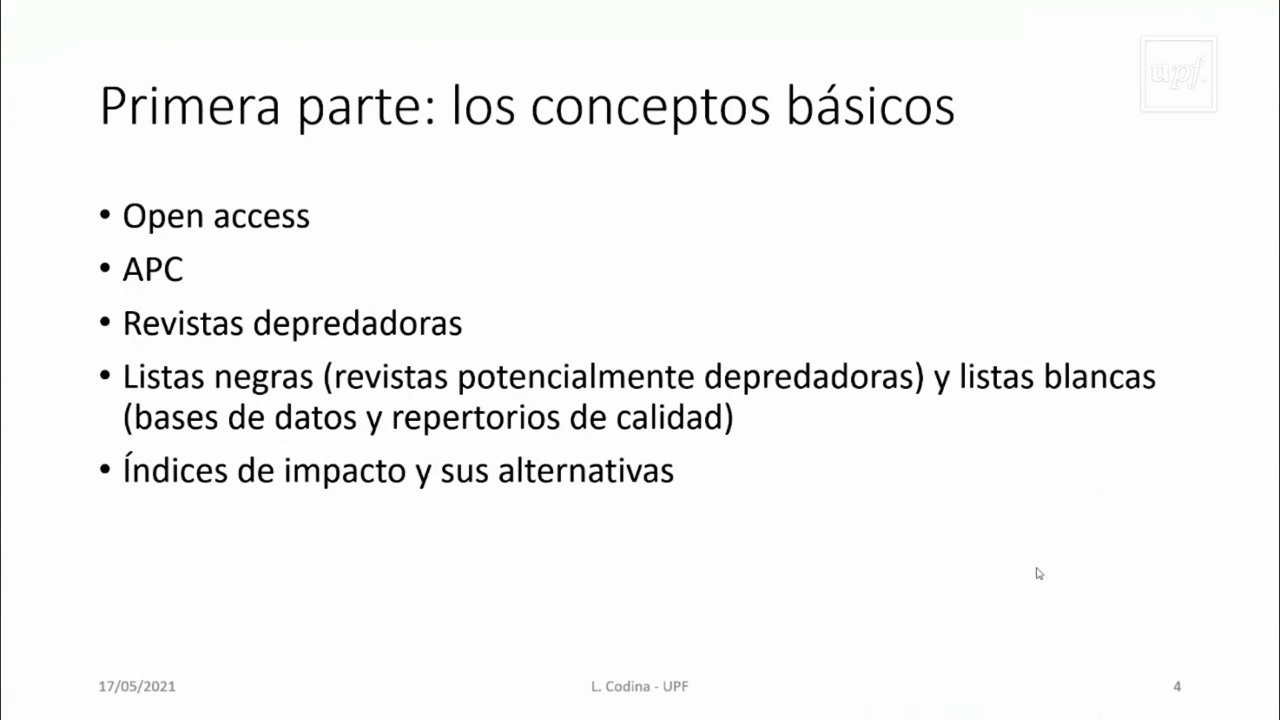 upf.
Primera parte: los conceptos básicos
• Open access
• APC
• Revistas depredadoras
• Listas negras (revistas potencialmente depredadoras) y listas blancas
(bases de datos y repertorios de calidad)
• Índices de impacto y sus alternativas
17/05/2021
L. Codina - UPF
4